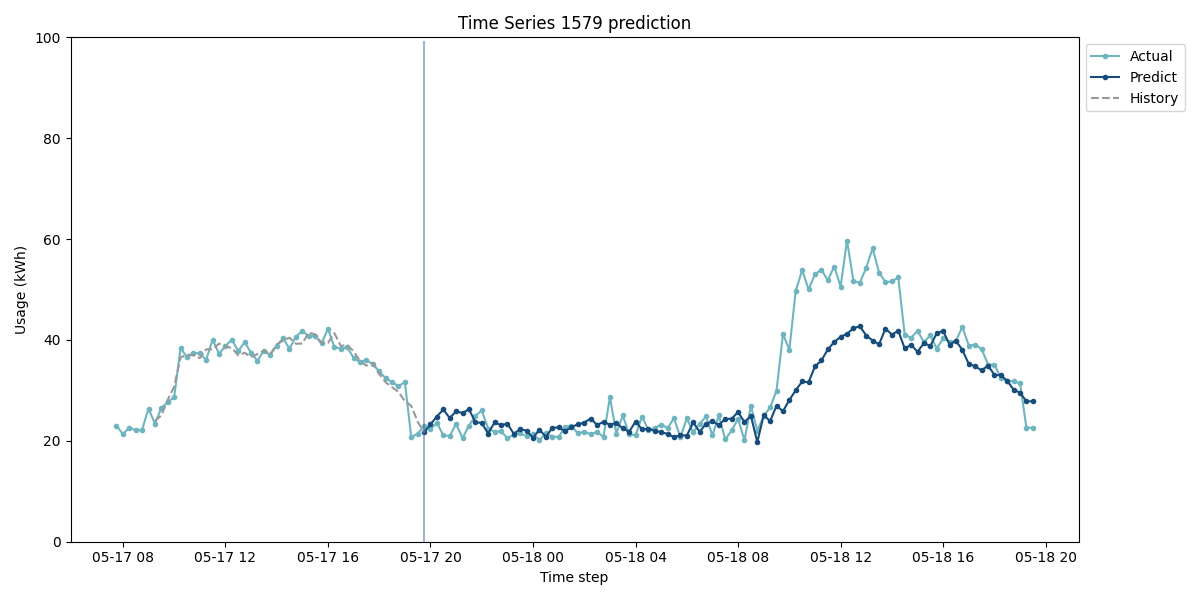 Time Series 1579 prediction
100
80
60
40
20
0
Usage (kWh)
05-17 08
05-17 12
05-17 16
05-17 20
05-18 00
05-18 04
05-18 08
05-18 12
05-18 16
05-18 20
Time step
Actual
Predict
History